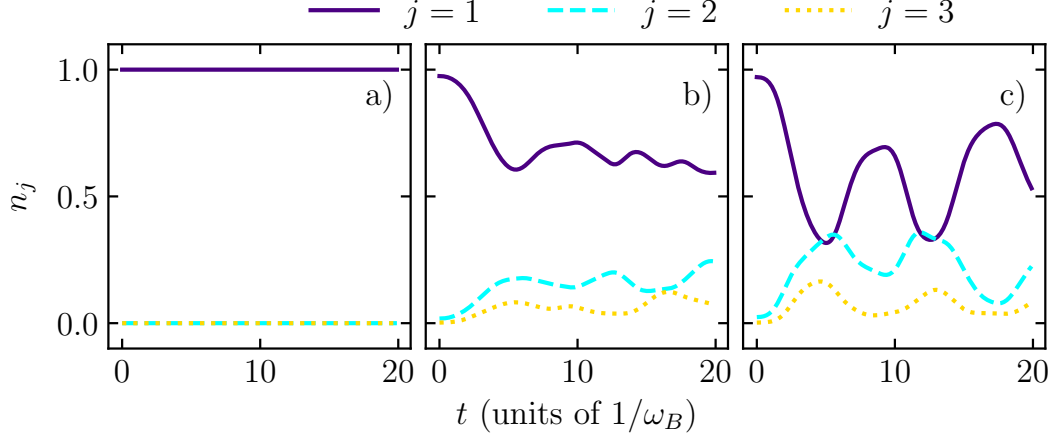 j = 1 j = 2 j = 3
a) b) c)
1.0
0.5
0.0
n_j
0 10 20 0 10 20 0 10 20
t (units of 1/ω_B)